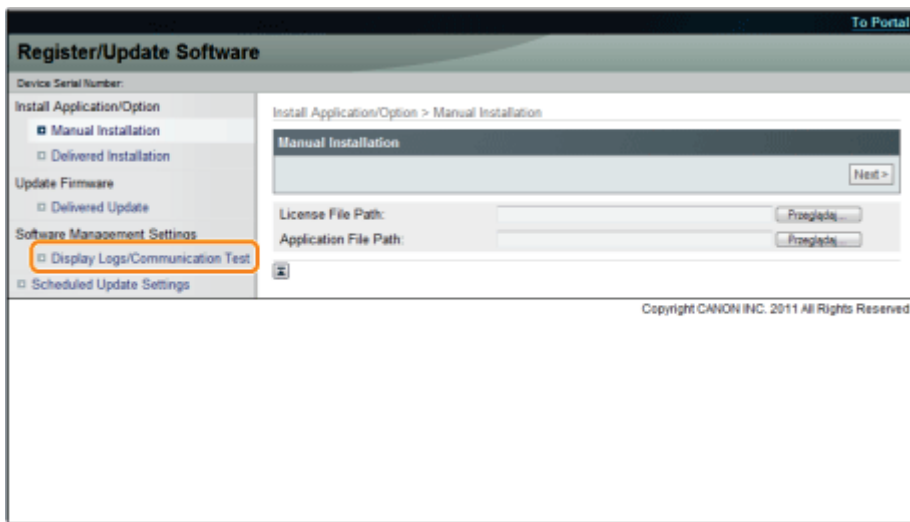 To Portal
Register/Update Software
Device Serial Number:
Install Application/Option
Manual Installation
Delivered Installation
Update Firmware
Delivered Update
Software Management Settings
Display Logs/Communication Test
Scheduled Update Settings
Install Application/Option > Manual Installation
Manual Installation
Next >
License File Path: Przeglądaj...
Application File Path: Przeglądaj...
Copyright CANON INC. 2011 All Rights Reserved